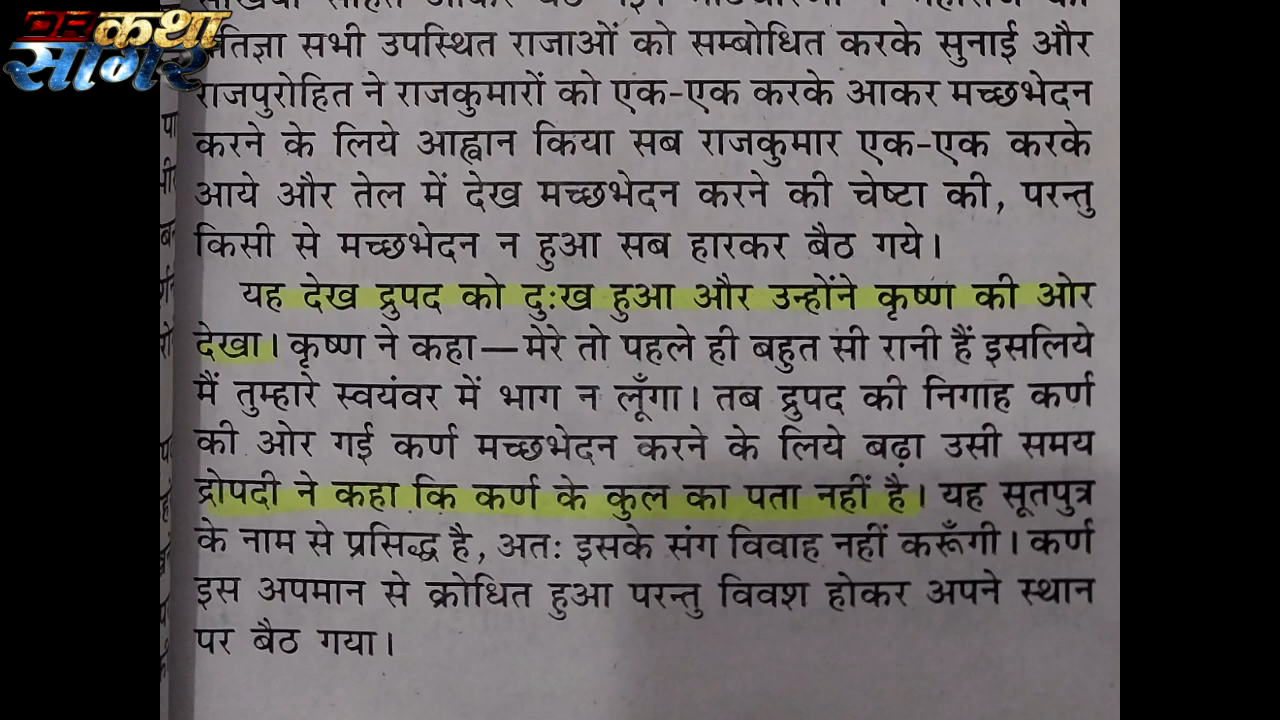 कथा
सागर
सभी उपस्थित राजाओं को सम्बोधित करके सुनाई और
राजपुरोहित ने राजकुमारों को एक-एक करके आकर मच्छभेदन
करने के लिये आह्वान किया सब राजकुमार एक-एक करके
आये और तेल में देख मच्छभेदन करने की चेष्टा की, परन्तु
किसी से मच्छभेदन न हुआ सब हारकर बैठ गये।
यह देख द्रुपद को दुःख हुआ और उन्होंने कृष्ण की ओर
देखा। कृष्ण ने कहा—मेरे तो पहले ही बहुत सी रानी हैं इसलिये
मैं तुम्हारे स्वयंवर में भाग न लूँगा। तब द्रुपद की निगाह कर्ण
की ओर गई कर्ण मच्छभेदन करने के लिये बढ़ा उसी समय
द्रोपदी ने कहा कि कर्ण के कुल का पता नहीं है। यह सूतपुत्र
के नाम से प्रसिद्ध है, अतः इसके संग विवाह नहीं करूँगी। कर्ण
इस अपमान से क्रोधित हुआ परन्तु विवश होकर अपने स्थान
पर बैठ गया।